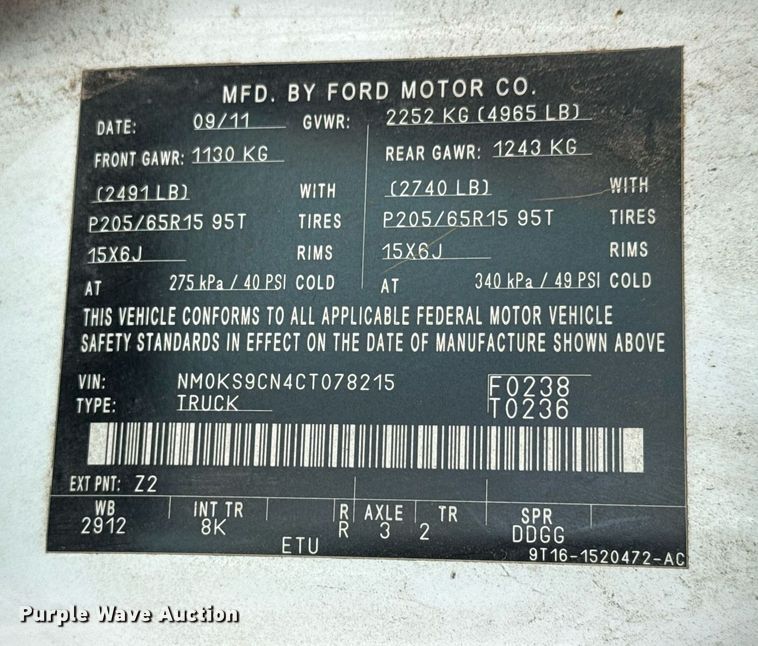 MFD. BY FORD MOTOR CO.
DATE: 09/11 GVWR: 2252 KG (4965 LB)
FRONT GAWR: 1130 KG REAR GAWR: 1243 KG
(2491 LB) WITH (2740 LB) WITH
P205/65R15 95T TIRES P205/65R15 95T TIRES
15X6J RIMS 15X6J RIMS
AT 275 kPa / 40 PSI COLD AT 340 kPa / 49 PSI COLD
THIS VEHICLE CONFORMS TO ALL APPLICABLE FEDERAL MOTOR VEHICLE
SAFETY STANDARDS IN EFFECT ON THE DATE OF MANUFACTURE SHOWN ABOVE
VIN: NM0KS9CN4CT078215 F0238
TYPE: TRUCK T0236
EXT PNT: Z2
WB INT TR R AXLE TR SPR
2912 8K R 3 2 DDGG
ETU 9T16-1520472-AC
Purple Wave Auction